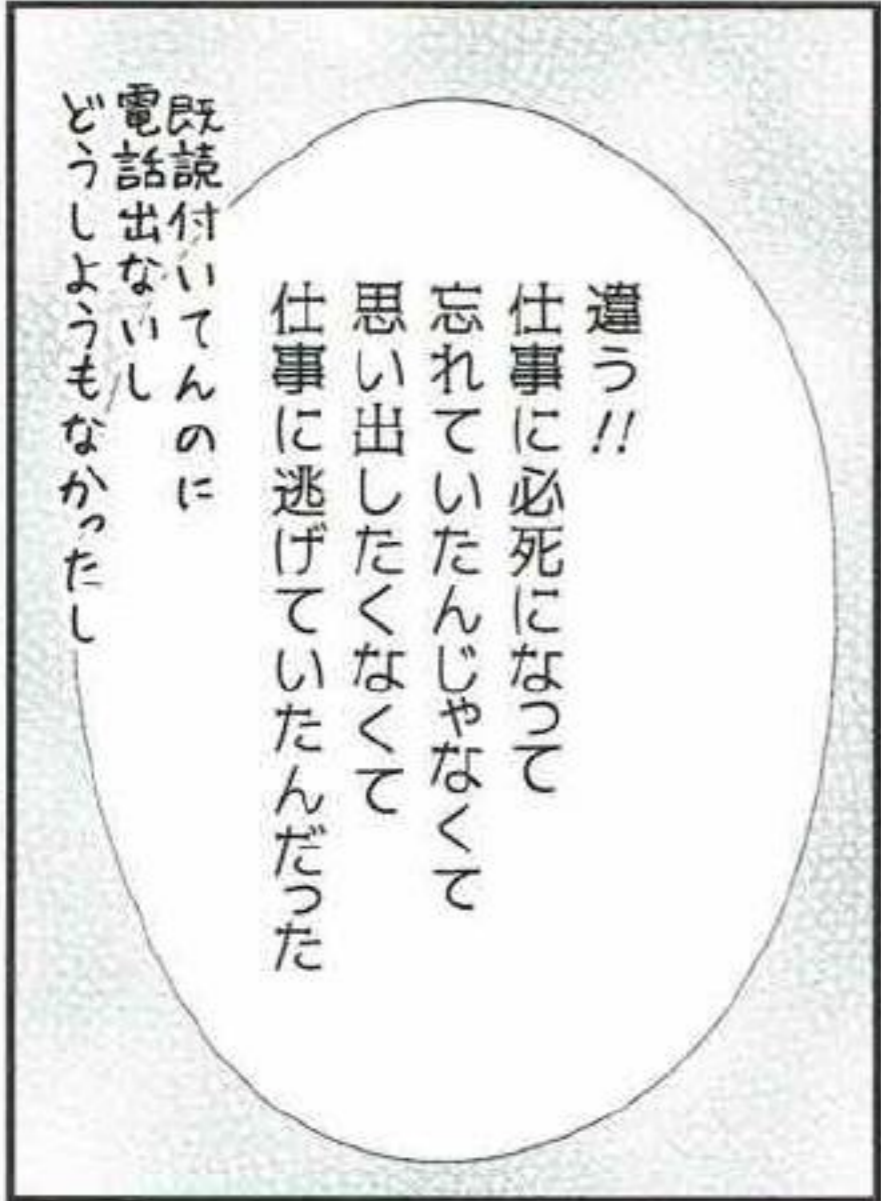 違う!!
仕事に必死になって
忘れていたんじゃなくて
思い出したくなくて
仕事に逃げていたんだった
既読付いてんのに
電話出ないし
どうしようもなかったし